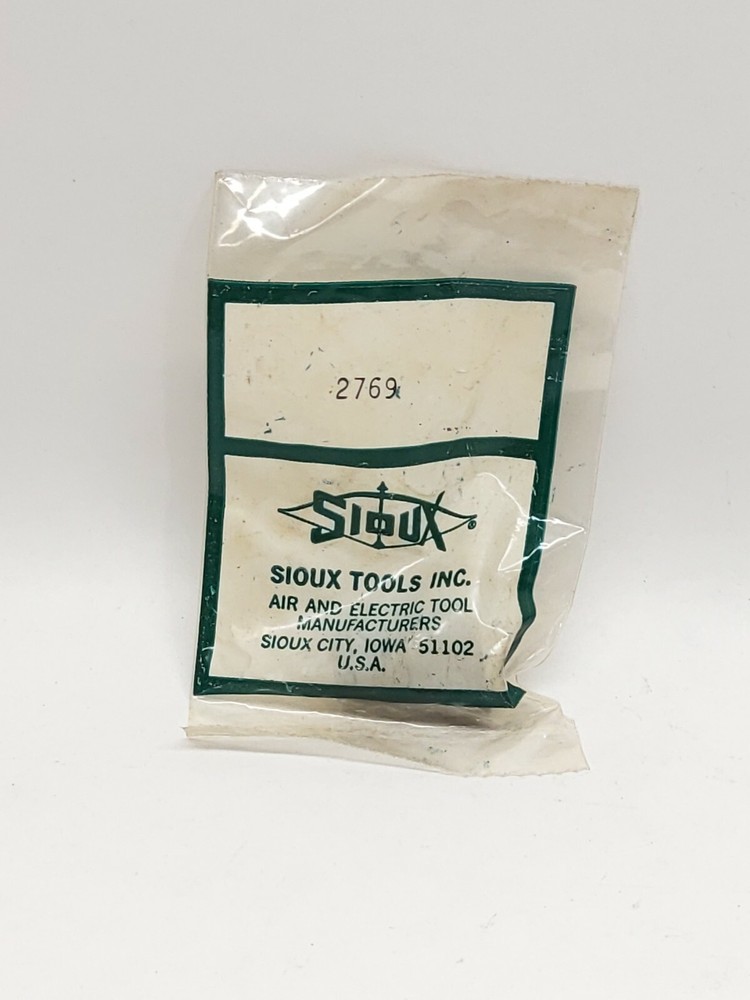 2769
SIOUX ®
SIOUX TOOLS INC.
AIR AND ELECTRIC TOOL
MANUFACTURERS
SIOUX CITY, IOWA 51102
U.S.A.